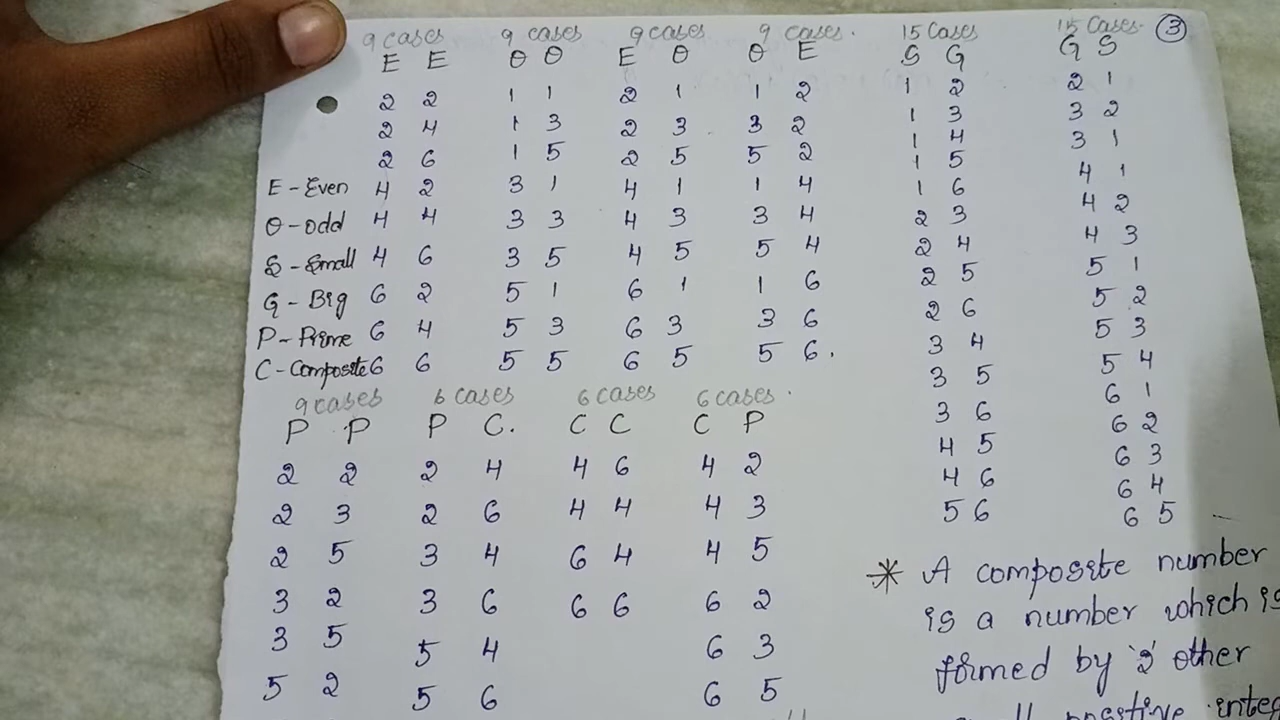 9 cases 9 cases 9 cases 9 cases. 15 Cases 15 Cases. 3
E E O O E O O E S G G S
2 2 1 1 2 1 1 2 1 2 2 1
2 4 1 3 2 3 3 2 1 3 3 2
2 6 1 5 2 5 5 2 1 4 3 1
E - Even 4 2 3 1 4 1 1 4 1 5 4 1
O - odd 4 4 3 3 4 3 3 4 1 6 4 2
S - Small 4 6 3 5 4 5 5 4 2 3 4 3
G - Big 6 2 5 1 6 1 1 6 2 4 5 1
P - Prime 6 4 5 3 6 3 3 6 2 5 5 2
C - Composite 6 6 5 5 6 5 5 6. 2 6 5 3
3 4 5 4
3 5 6 1
3 6 6 2
4 5 6 3
4 6 6 4
5 6 6 5
9 cases 6 cases 6 cases 6 cases.
P P P C. C C C P
2 2 2 4 4 6 4 2
2 3 2 6 4 4 4 3
2 5 3 4 6 4 4 5
3 2 3 6 6 6 6 2
3 5 5 4 6 3
5 2 5 6 6 5
* A composite number
is a number which is
formed by '2' other
positive